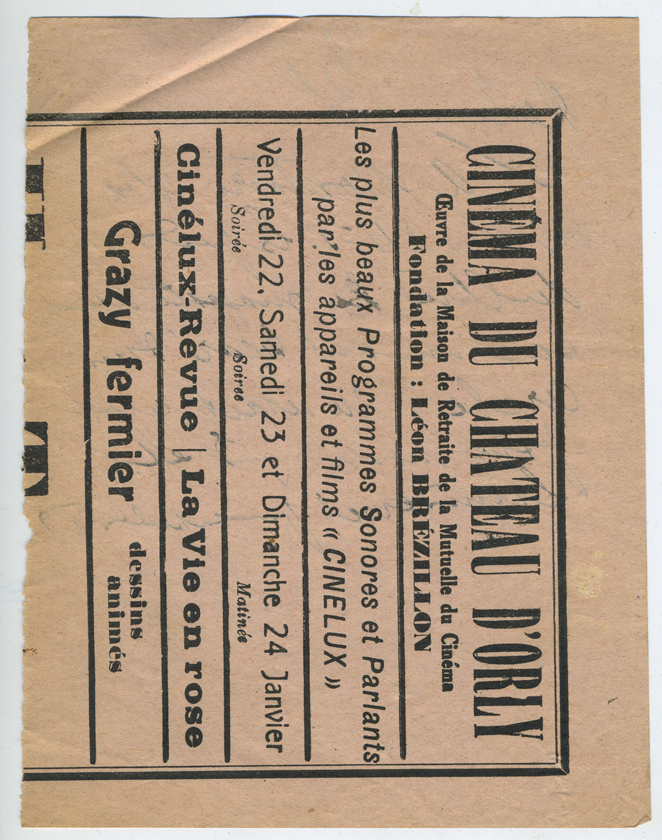 CINÉMA DU CHATEAU D'ORLY
Œuvre de la Maison de Retraite de la Mutuelle du Cinéma
Fondation : Léon BREZILLON
Les plus beaux Programmes Sonores et Parlants
par les appareils et films « CINELUX »
Vendredi 22, Samedi 23 et Dimanche 24 Janvier
Soirée Soirée Matinée
Cinélux-Revue | La Vie en rose
Grazy fermier dessins
animés